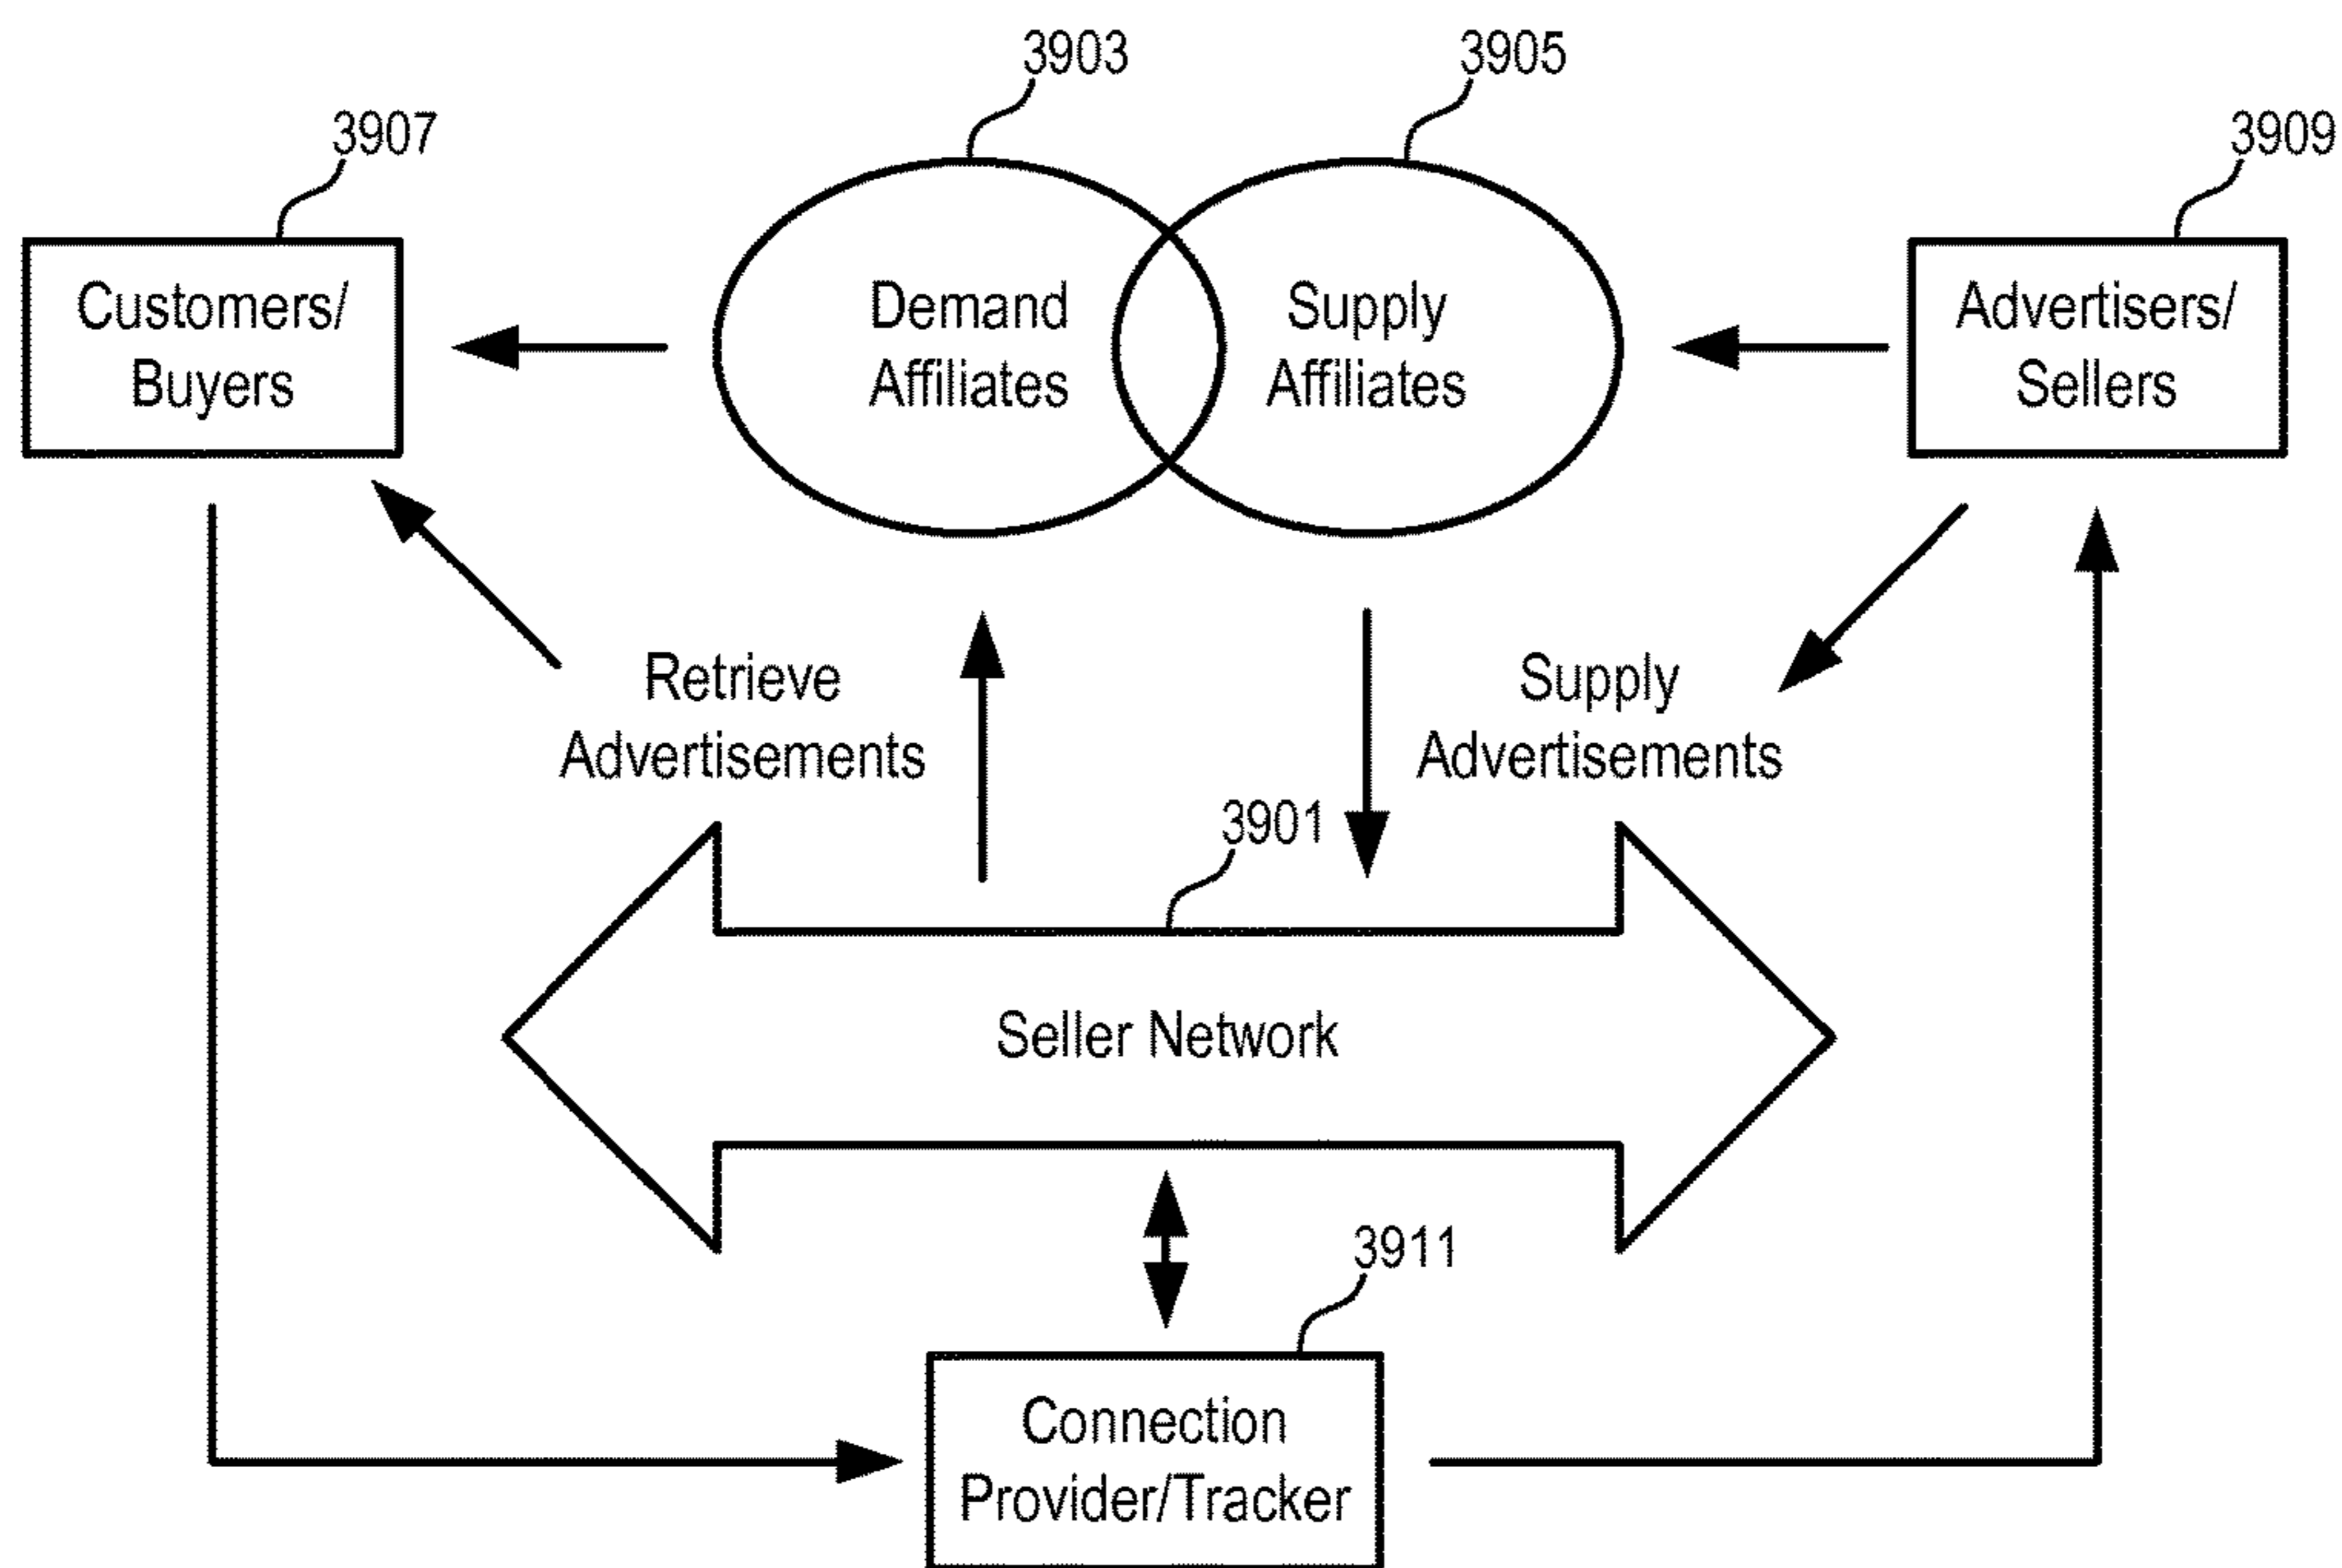 3903
3905
3907
3909
Customers/
Buyers
Demand
Affiliates
Supply
Affiliates
Advertisers/
Sellers
Retrieve
Advertisements
Supply
Advertisements
3901
Seller Network
3911
Connection
Provider/Tracker